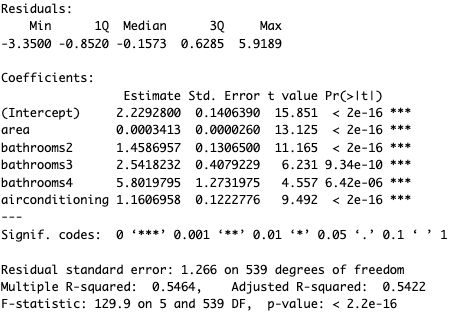 Residuals:
    Min      1Q  Median      3Q     Max
-3.3500 -0.8520 -0.1573  0.6285  5.9189

Coefficients:
                 Estimate Std. Error t value Pr(>|t|)
(Intercept)     2.2292800  0.1406390  15.851  < 2e-16 ***
area            0.0003413  0.0000260  13.125  < 2e-16 ***
bathrooms2      1.4586957  0.1306500  11.165  < 2e-16 ***
bathrooms3      2.5418232  0.4079229   6.231 9.34e-10 ***
bathrooms4      5.8019795  1.2731975   4.557 6.42e-06 ***
airconditioning 1.1606958  0.1222776   9.492  < 2e-16 ***
---
Signif. codes:  0 ‘***’ 0.001 ‘**’ 0.01 ‘*’ 0.05 ‘.’ 0.1 ‘ ’ 1

Residual standard error: 1.266 on 539 degrees of freedom
Multiple R-squared:  0.5464,    Adjusted R-squared:  0.5422
F-statistic: 129.9 on 5 and 539 DF,  p-value: < 2.2e-16